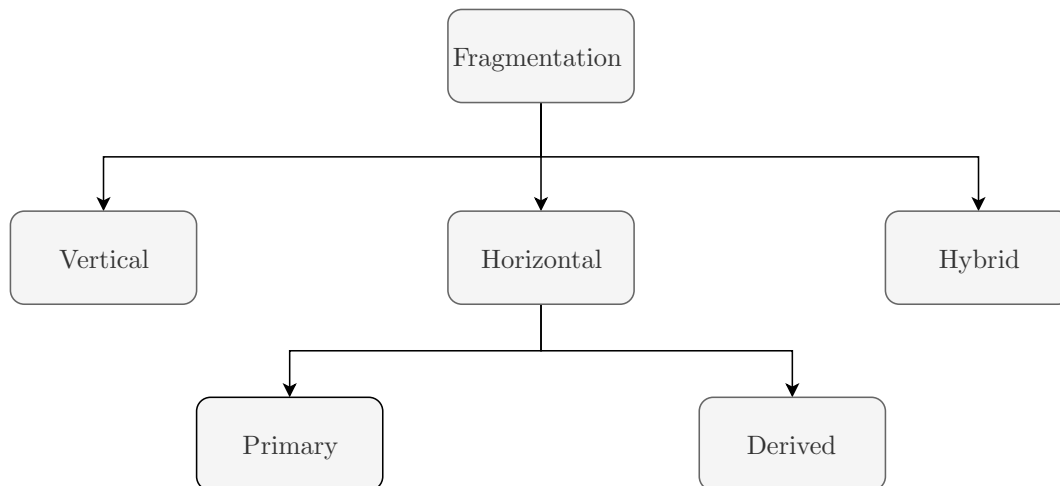 Fragmentation
Vertical
Horizontal
Hybrid
Primary
Derived